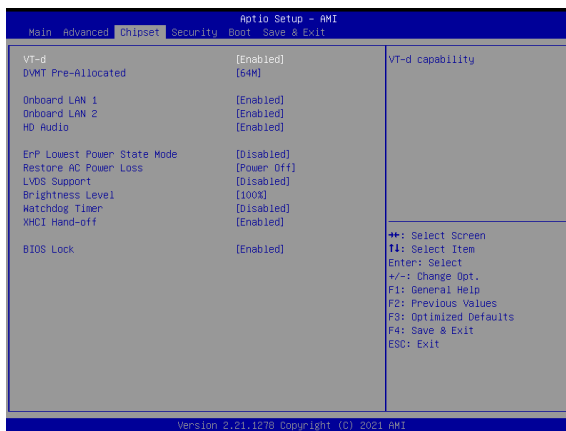 Aptio Setup – AMI
Main Advanced Chipset Security Boot Save & Exit
VT-d [Enabled]
DVMT Pre-Allocated [64M]
Onboard LAN 1 [Enabled]
Onboard LAN 2 [Enabled]
HD Audio [Enabled]
ErP Lowest Power State Mode [Disabled]
Restore AC Power Loss [Power Off]
LVDS Support [Disabled]
Brightness Level [100%]
Watchdog Timer [Disabled]
XHCI Hand-off [Enabled]
BIOS Lock [Enabled]
VT-d capability
→←: Select Screen
↑↓: Select Item
Enter: Select
+/-: Change Opt.
F1: General Help
F2: Previous Values
F3: Optimized Defaults
F4: Save & Exit
ESC: Exit
Version 2.21.1278 Copyright (C) 2021 AMI